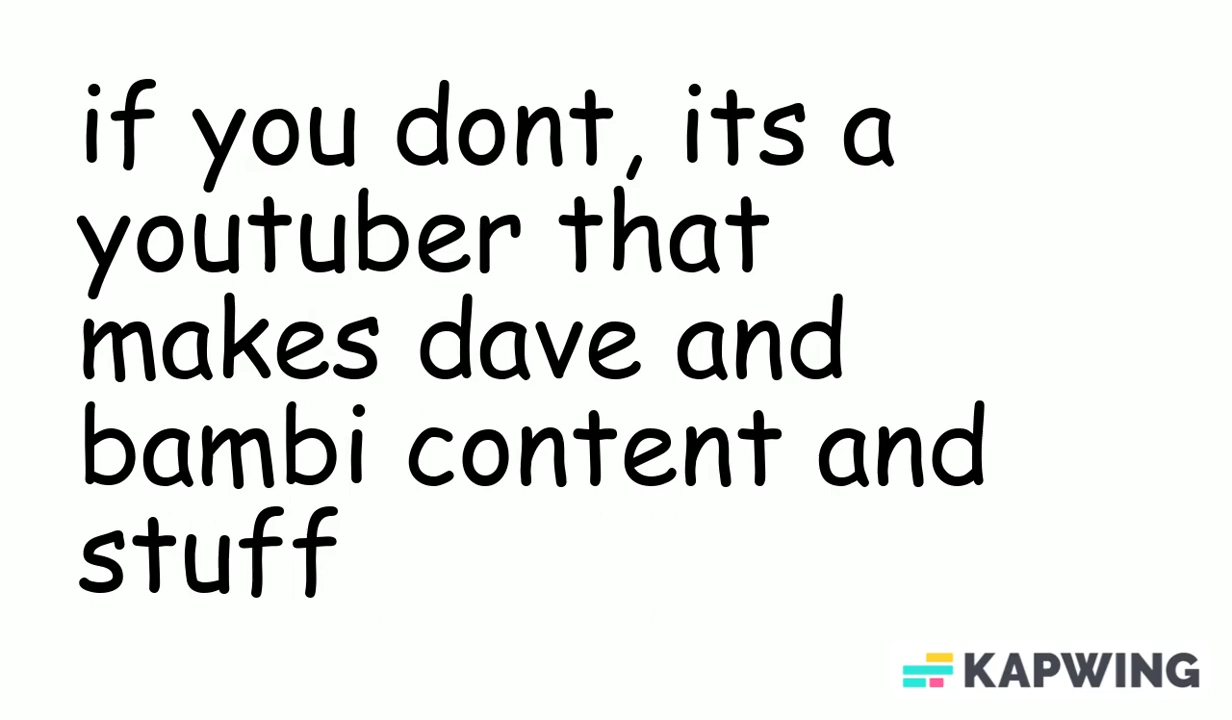 if you dont, its a
youtuber that
makes dave and
bambi content and
stuff
KAPWING